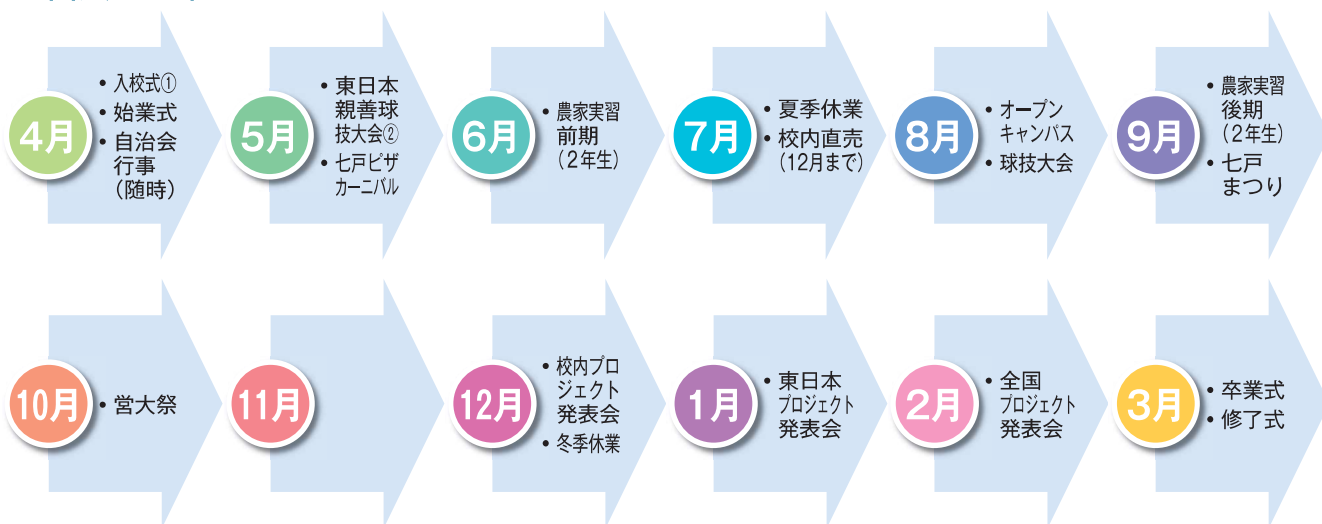 4月
• 入校式①
• 始業式
• 自治会
行事
(随時)
5月
• 東日本
親善球
技大会②
• 七戸ピザ
カーニバル
6月
• 農家実習
前期
(2年生)
7月
• 夏季休業
• 校内直売
(12月まで)
8月
• オープン
キャンパス
• 球技大会
9月
• 農家実習
後期
(2年生)
• 七戸
まつり
10月
• 営大祭
11月
12月
• 校内プロ
ジェクト
発表会
• 冬季休業
1月
• 東日本
プロジェクト
発表会
2月
• 全国
プロジェクト
発表会
3月
• 卒業式
• 修了式